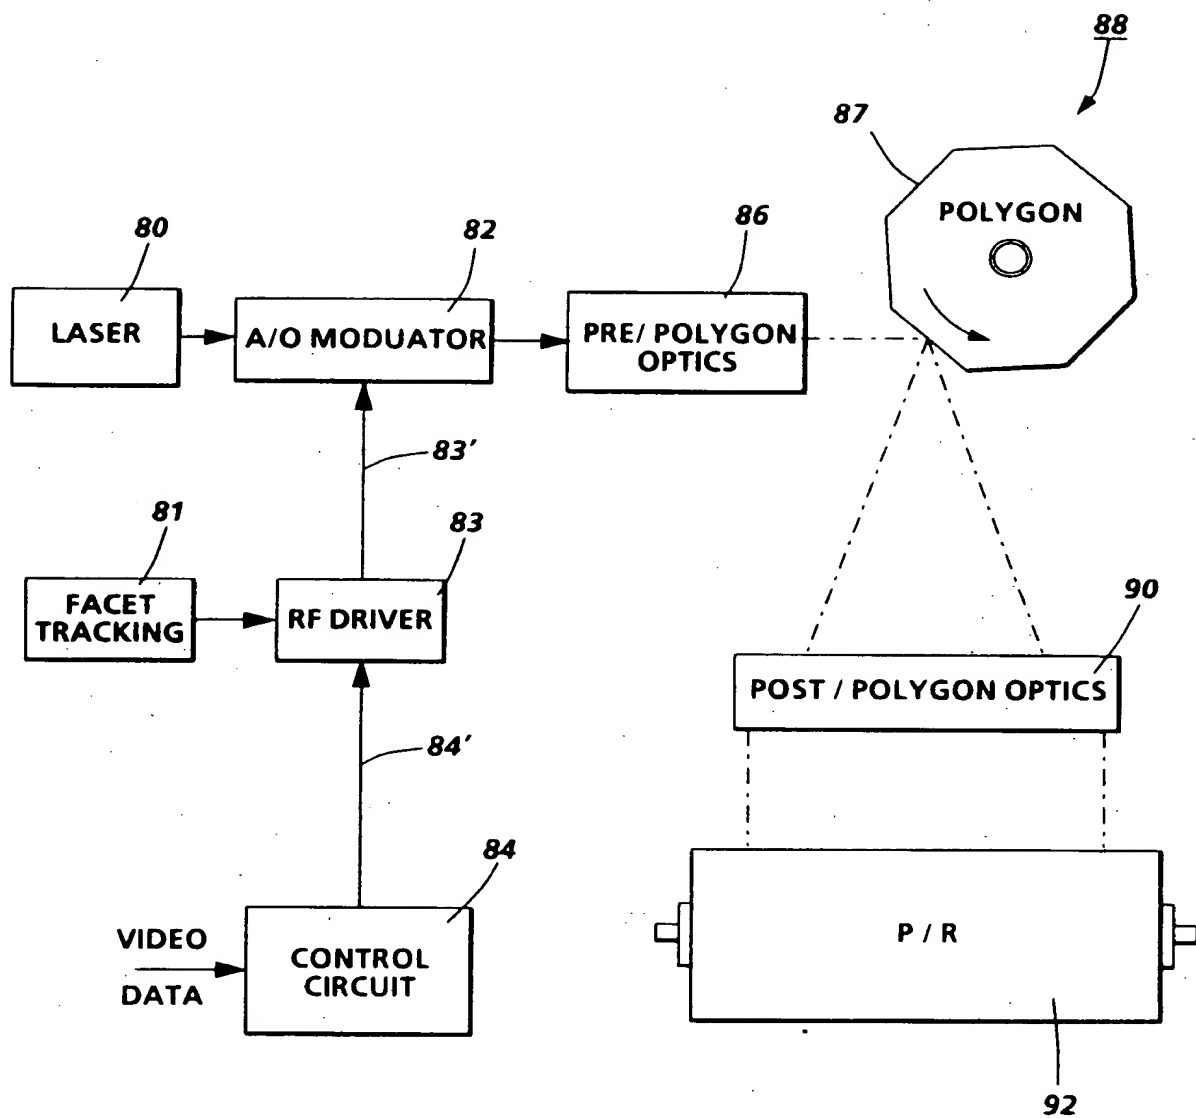 88
87
POLYGON
80
82
86
LASER
A/O MODUATOR
PRE/ POLYGON
OPTICS
83'
81
83
FACET
TRACKING
RF DRIVER
90
POST / POLYGON OPTICS
84'
84
VIDEO
DATA
CONTROL
CIRCUIT
P / R
92